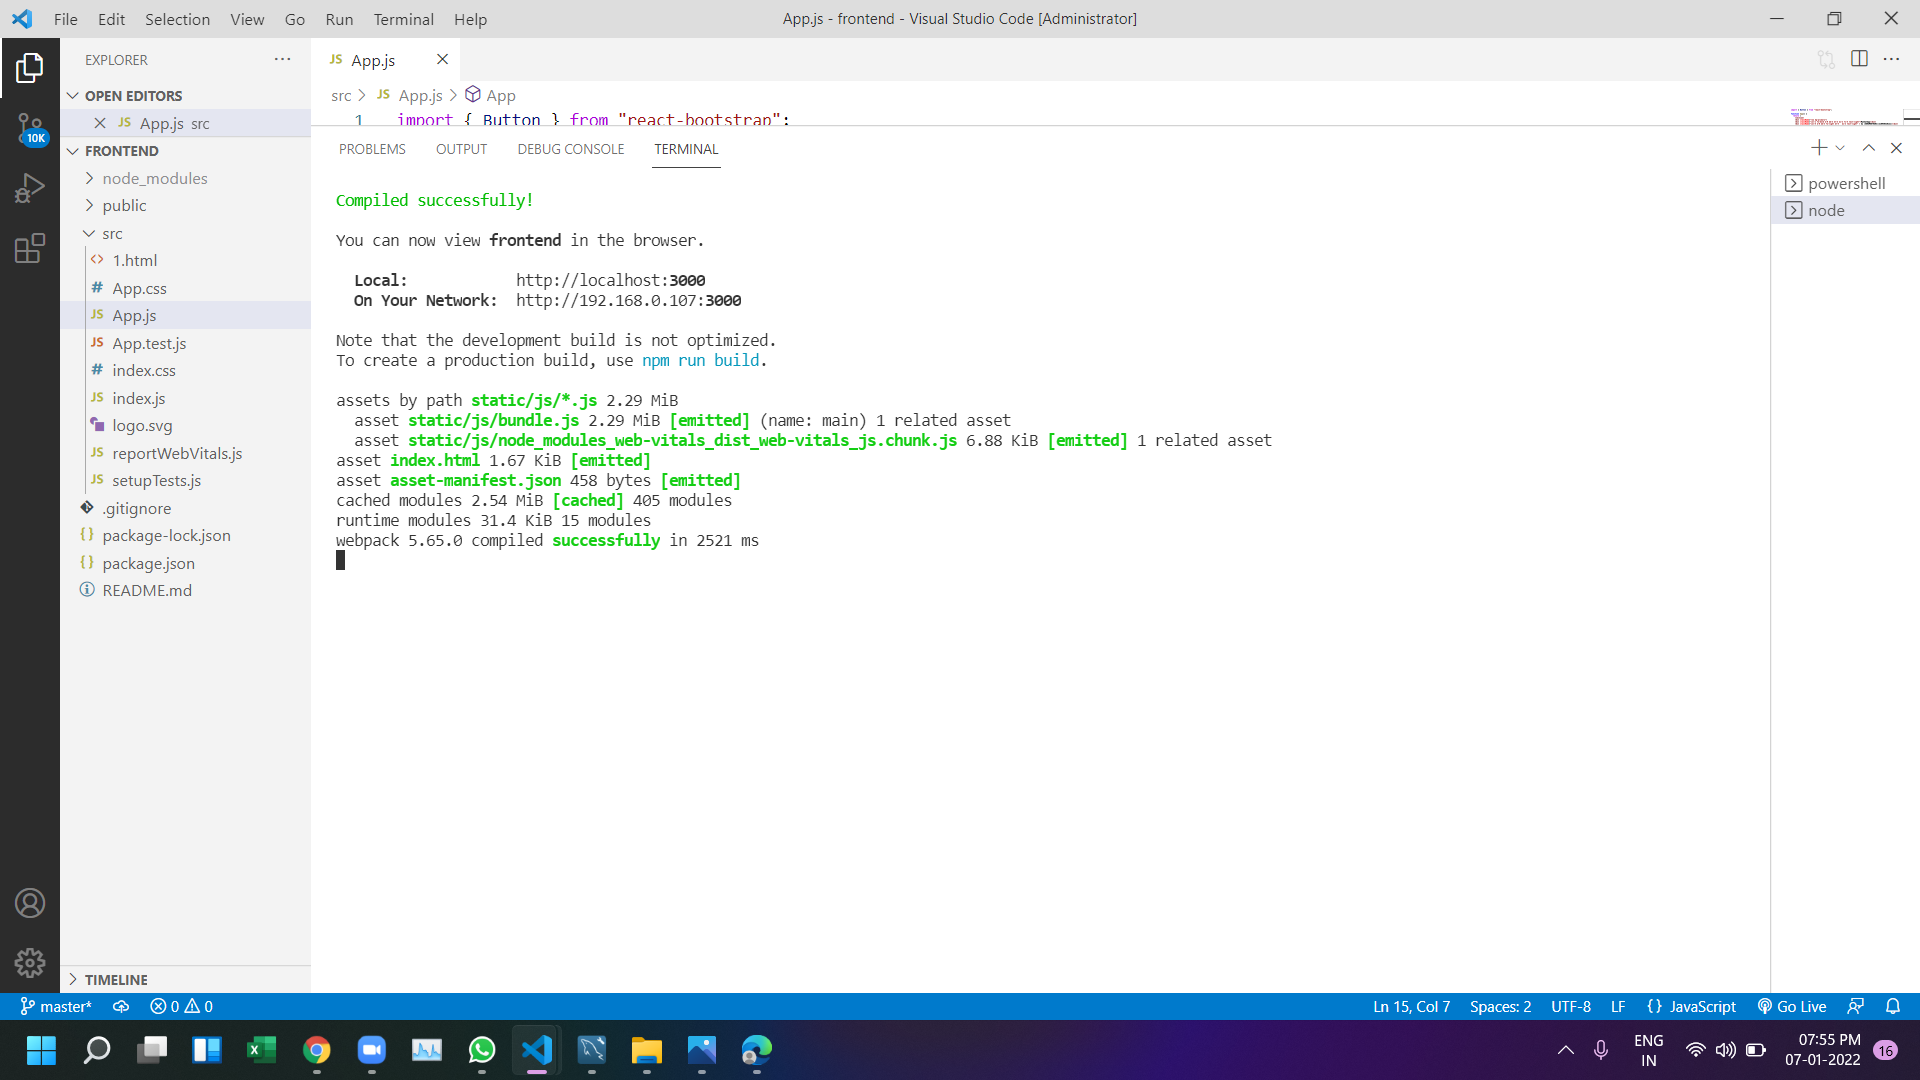 File Edit Selection View Go Run Terminal Help
App.js - frontend - Visual Studio Code [Administrator]
EXPLORER
JS App.js
OPEN EDITORS
JS App.js src
src > JS App.js > App
1 import { Button } from "react-bootstrap";
10K
FRONTEND
node_modules
public
src
1.html
# App.css
JS App.js
JS App.test.js
# index.css
JS index.js
logo.svg
JS reportWebVitals.js
JS setupTests.js
.gitignore
{} package-lock.json
{} package.json
README.md
TIMELINE
PROBLEMS OUTPUT DEBUG CONSOLE TERMINAL
powershell
node
Compiled successfully!
You can now view frontend in the browser.
Local: http://localhost:3000
On Your Network: http://192.168.0.107:3000
Note that the development build is not optimized.
To create a production build, use npm run build.
assets by path static/js/*.js 2.29 MiB
asset static/js/bundle.js 2.29 MiB [emitted] (name: main) 1 related asset
asset static/js/node_modules_web-vitals_dist_web-vitals_js.chunk.js 6.88 KiB [emitted] 1 related asset
asset index.html 1.67 KiB [emitted]
asset asset-manifest.json 458 bytes [emitted]
cached modules 2.54 MiB [cached] 405 modules
runtime modules 31.4 KiB 15 modules
webpack 5.65.0 compiled successfully in 2521 ms
master* 0 0
Ln 15, Col 7 Spaces: 2 UTF-8 LF {} JavaScript Go Live
ENG
IN
07:55 PM
07-01-2022
16